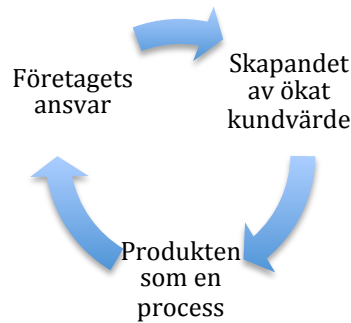 Företagets
ansvar
Skapandet
av ökat
kundvärde
Produkten
som en
process